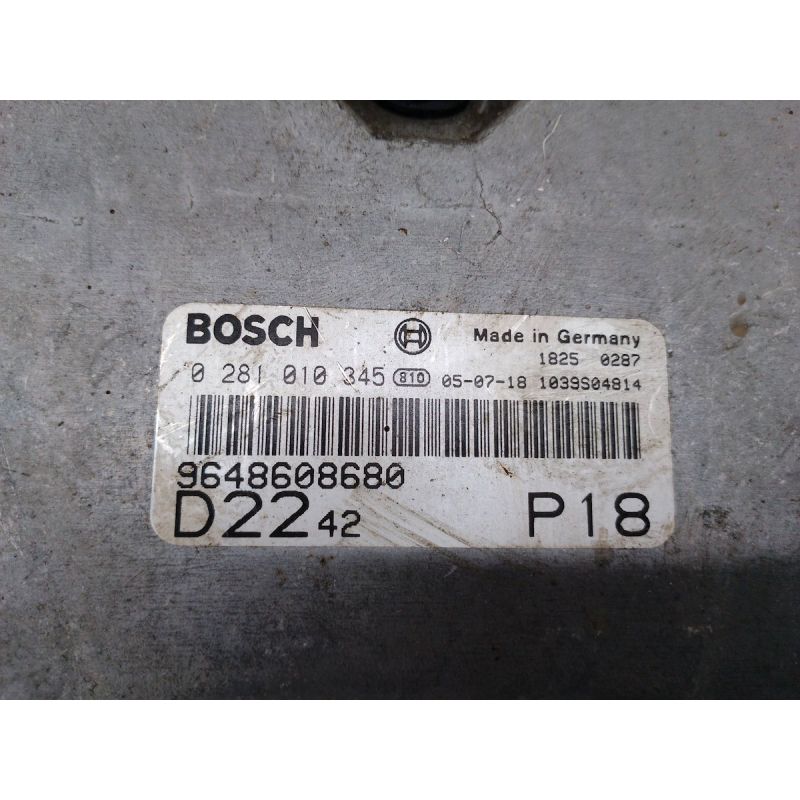 BOSCH Made in Germany
1825 0287
0 281 010 345 810 05-07-18 1039S04814
9648608680
D22 42 P18